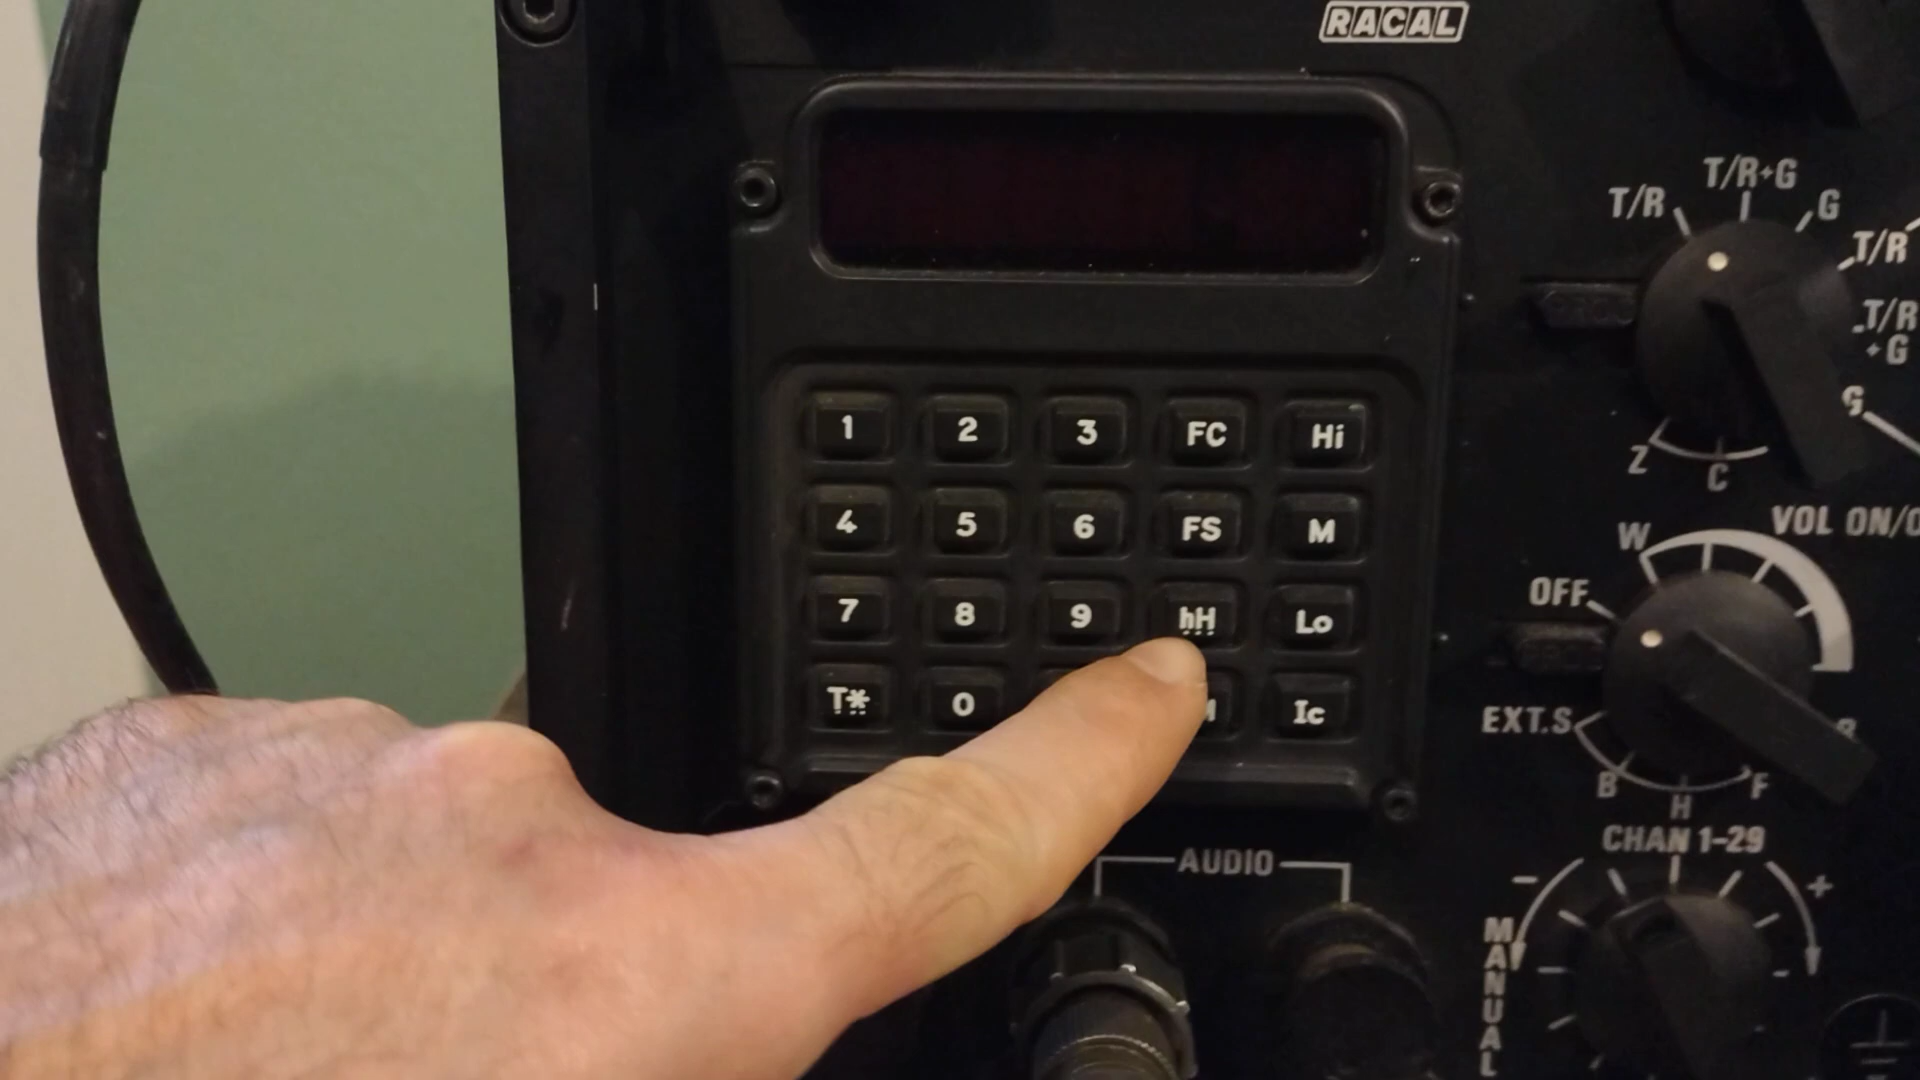 RACAL
T/R+G
T/R
G
T/R
T/R
+G
G
Z
C
1 2 3 FC Hi
4 5 6 FS M
7 8 9 hH Lo
T* 0 Ic
VOL ON/O
W
OFF
EXT.S
B
H
F
AUDIO
CHAN 1-29
-
+
MANUAL